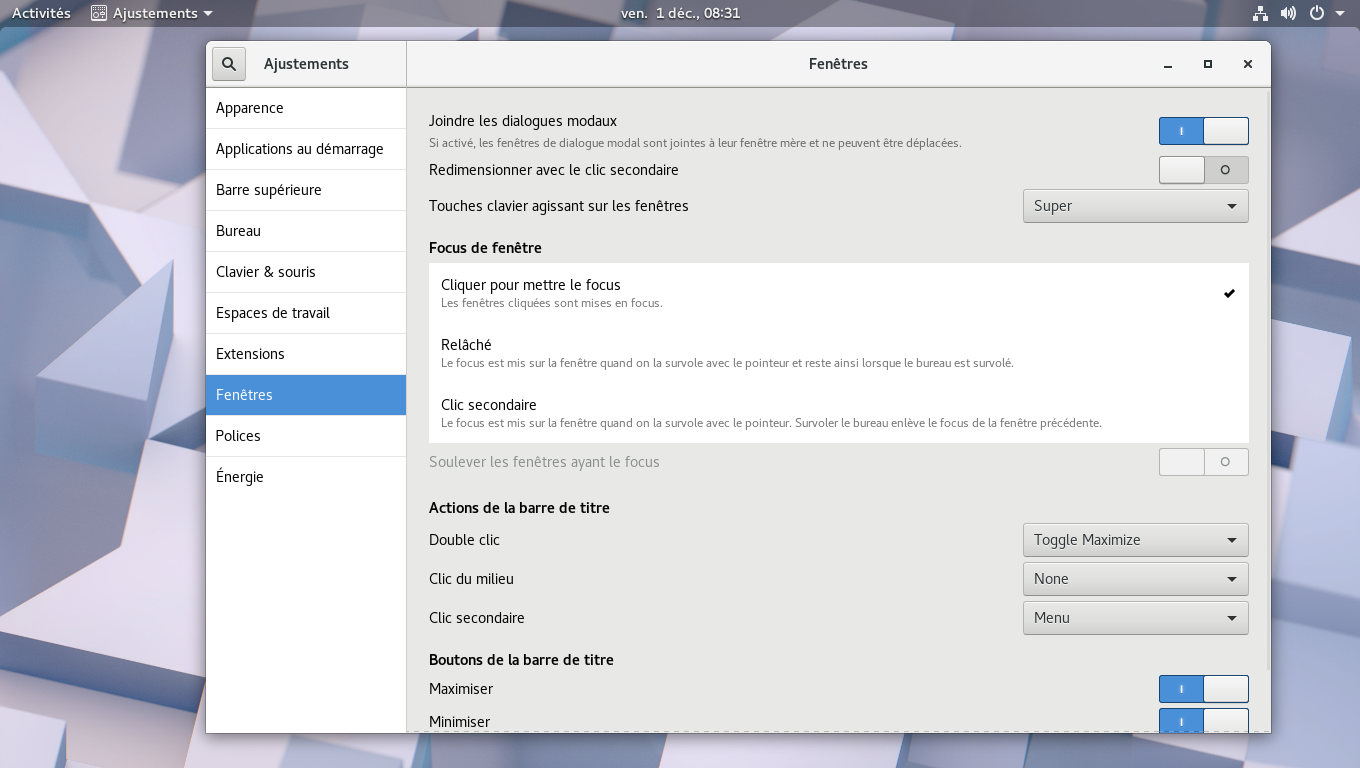 Activités
Ajustements
ven. 1 déc., 08:31
Ajustements
Fenêtres
Apparence
Applications au démarrage
Barre supérieure
Bureau
Clavier & souris
Espaces de travail
Extensions
Fenêtres
Polices
Énergie
Joindre les dialogues modaux
Si activé, les fenêtres de dialogue modal sont jointes à leur fenêtre mère et ne peuvent être déplacées.
Redimensionner avec le clic secondaire
Touches clavier agissant sur les fenêtres
Super
Focus de fenêtre
Cliquer pour mettre le focus
Les fenêtres cliquées sont mises en focus.
Relâché
Le focus est mis sur la fenêtre quand on la survole avec le pointeur et reste ainsi lorsque le bureau est survolé.
Clic secondaire
Le focus est mis sur la fenêtre quand on la survole avec le pointeur. Survoler le bureau enlève le focus de la fenêtre précédente.
Soulever les fenêtres ayant le focus
Actions de la barre de titre
Double clic
Toggle Maximize
Clic du milieu
None
Clic secondaire
Menu
Boutons de la barre de titre
Maximiser
Minimiser